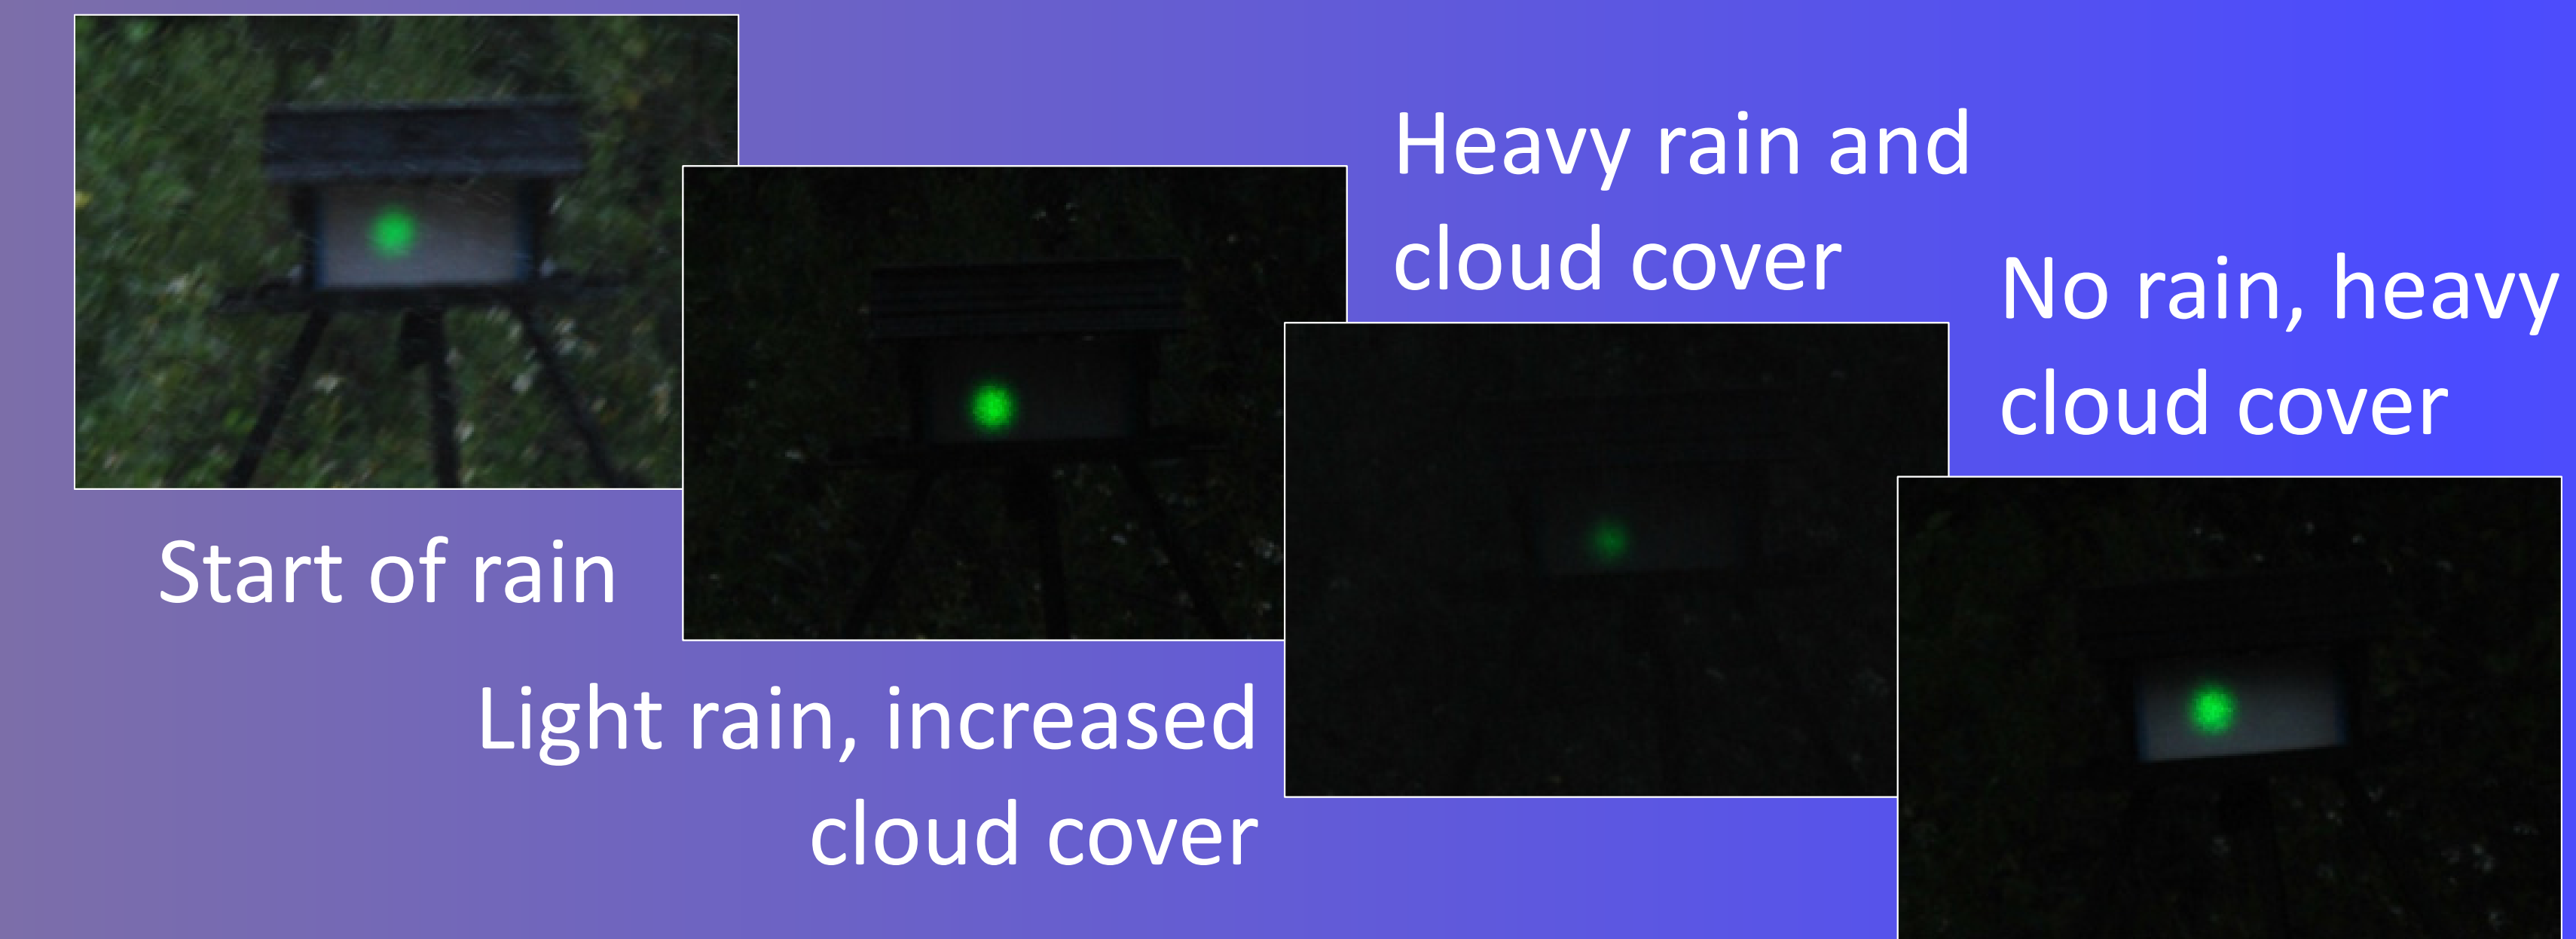 Start of rain
Light rain, increased
cloud cover
Heavy rain and
cloud cover
No rain, heavy
cloud cover